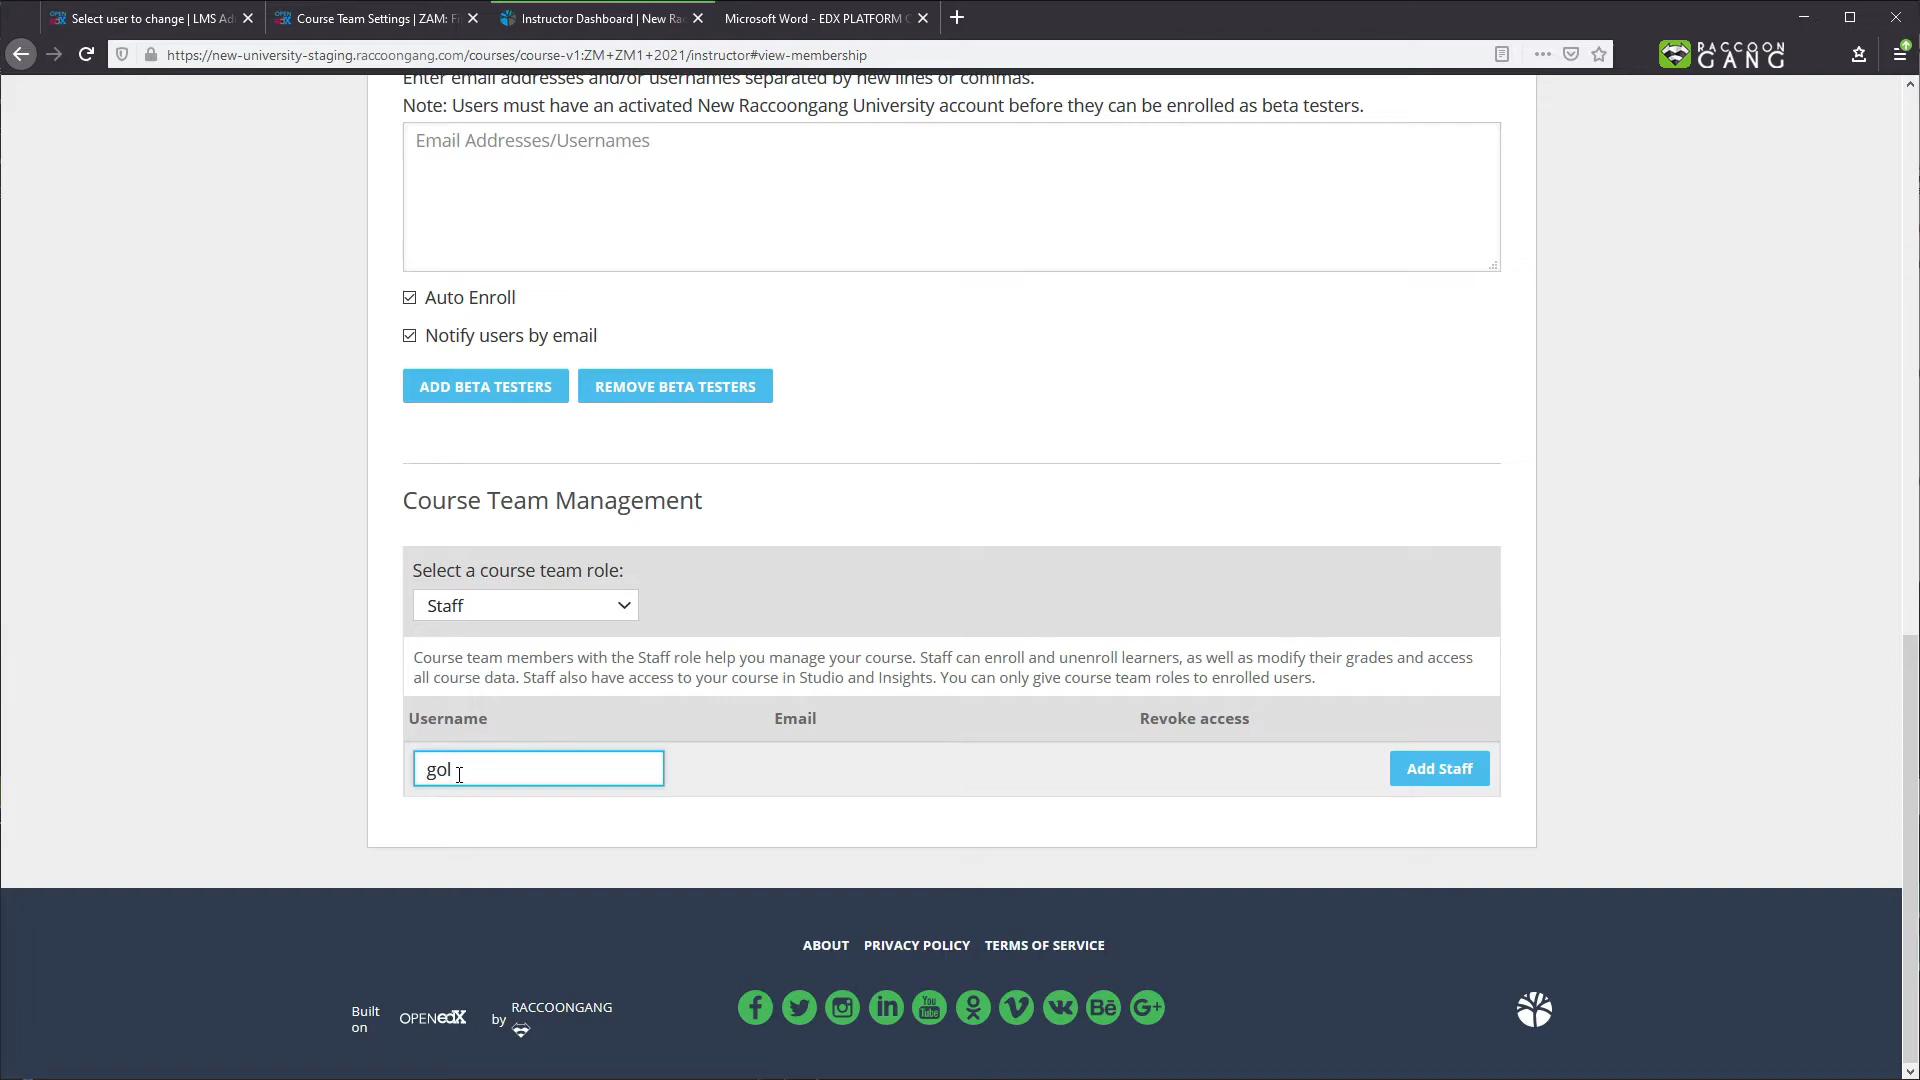 Select user to change | LMS Ad
Course Team Settings | ZAM: Fi
Instructor Dashboard | New Ra
Microsoft Word - EDX PLATFORM
https://new-university-staging.raccoongang.com/courses/course-v1:ZM+ZM1+2021/instructor#view-membership
RACCOON
GANG
Enter email addresses and/or usernames separated by new lines or commas.
Note: Users must have an activated New Raccoongang University account before they can be enrolled as beta testers.
Email Addresses/Usernames
Auto Enroll
Notify users by email
ADD BETA TESTERS REMOVE BETA TESTERS
Course Team Management
Select a course team role:
Staff
Course team members with the Staff role help you manage your course. Staff can enroll and unenroll learners, as well as modify their grades and access
all course data. Staff also have access to your course in Studio and Insights. You can only give course team roles to enrolled users.
Username Email Revoke access
gol
Add Staff
ABOUT PRIVACY POLICY TERMS OF SERVICE
Built
on
OPENedX
by
RACCOONGANG
You
Tube
Bē
G+